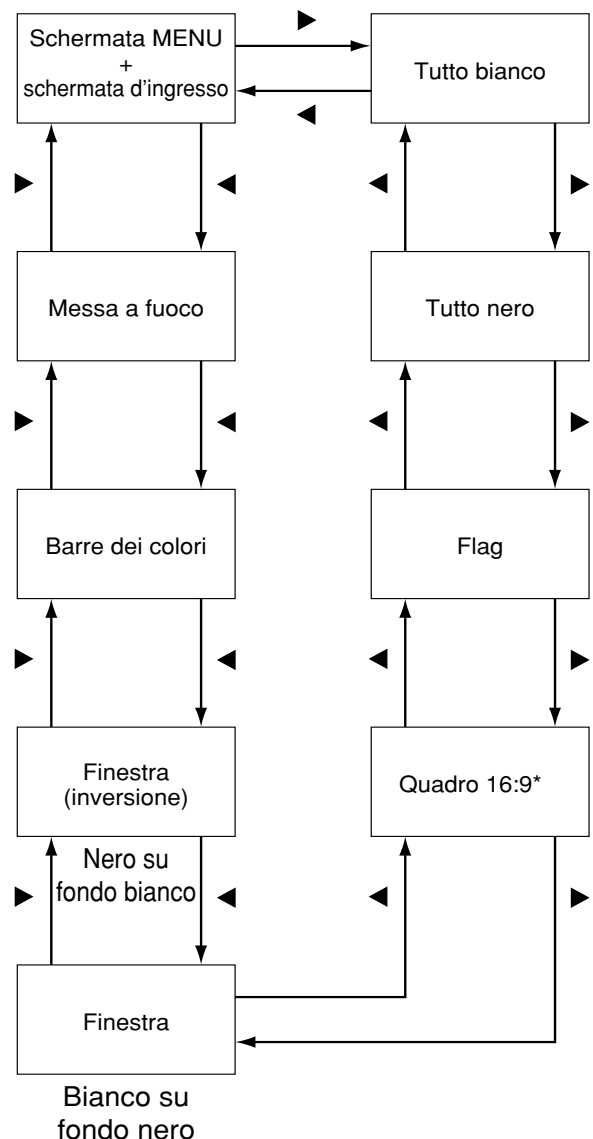 Schermata MENU
+
schermata d'ingresso
Tutto bianco
Messa a fuoco
Tutto nero
Barre dei colori
Flag
Finestra
(inversione)
Quadro 16:9*
Nero su
fondo bianco
Finestra
Bianco su
fondo nero